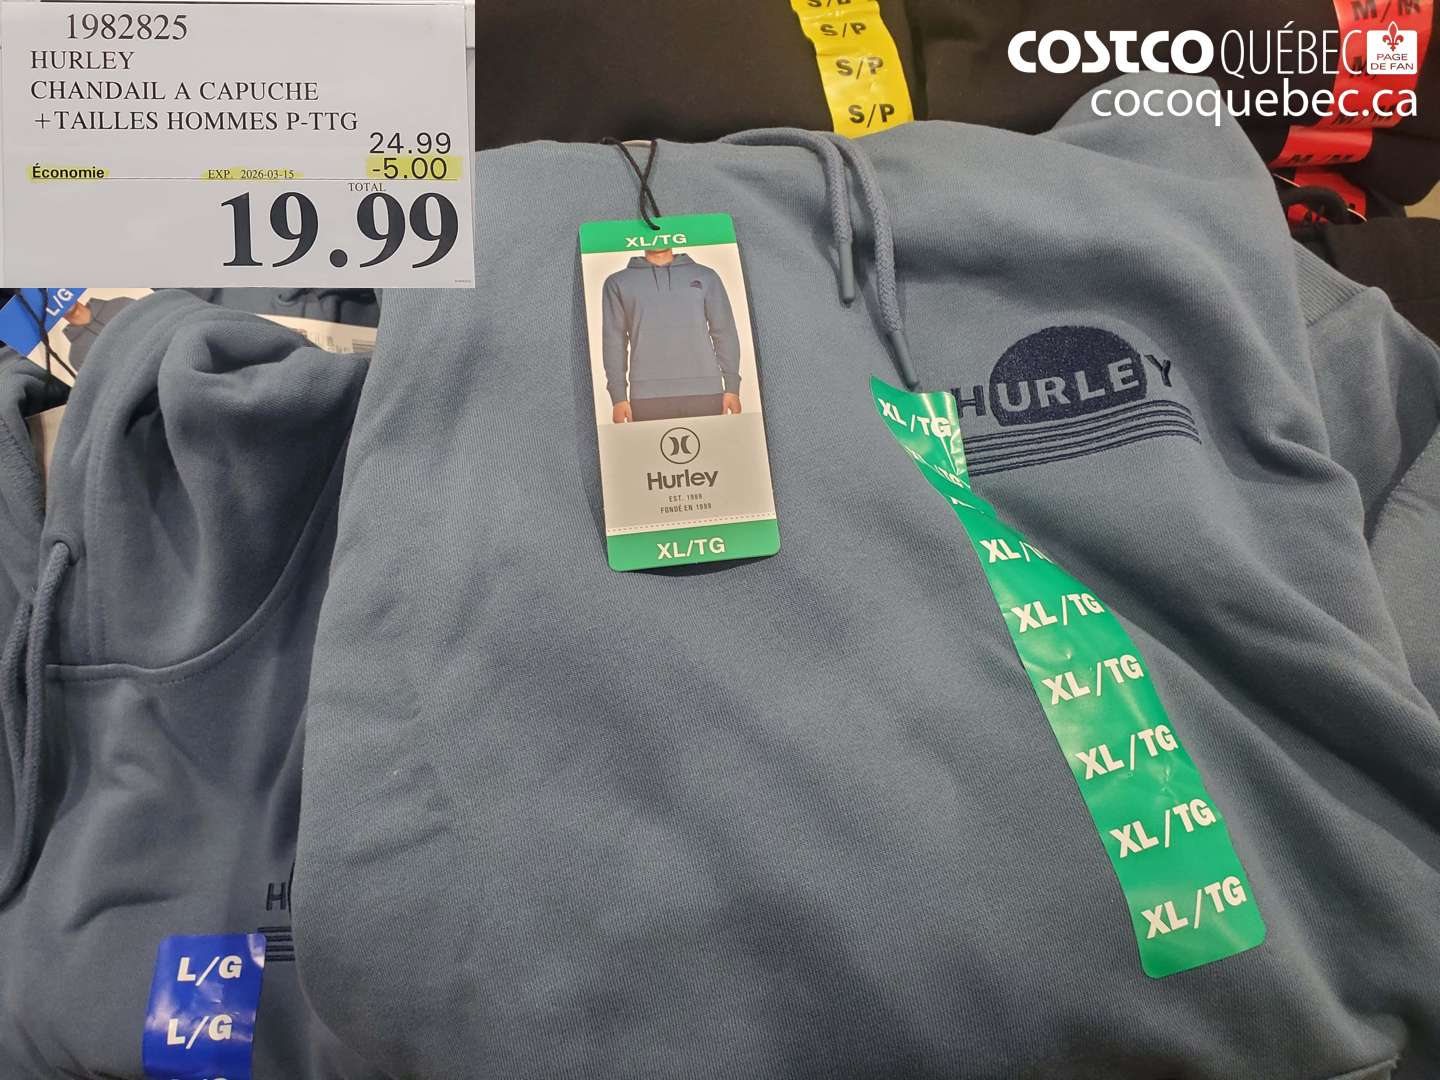 1982825
HURLEY
CHANDAIL A CAPUCHE
+TAILLES HOMMES P-TTG
24.99
Économie EXP. 2026-03-15 -5.00
TOTAL
19.99
COSTCO QUÉBEC PAGE DE FAN
cocoquebec.ca
S/P
S/P
S/P
S/P
M/M
M/M
L/G
XL/TG
Hurley
EST. 1999
FONDÉ EN 1999
XL/TG
HURLEY
XL/TG
XL/TG
XL/TG
XL/TG
XL/TG
XL/TG
XL/TG
H
L/G
L/G